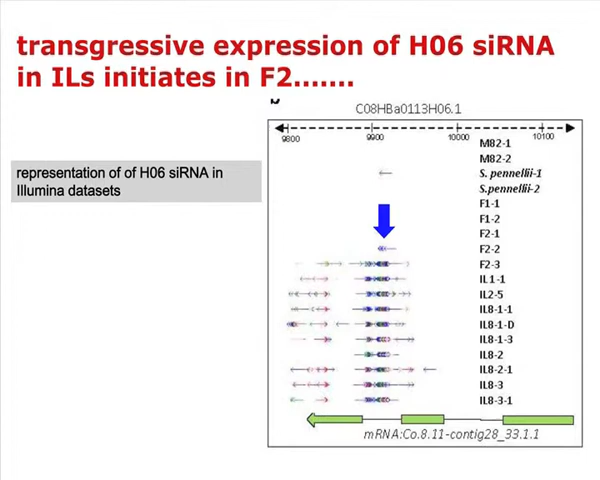 transgressive expression of H06 siRNA
in ILs initiates in F2.......
representation of of H06 siRNA in
Illumina datasets
C08HBa0113H06.1
9800 9900 10000 10100
M82-1
M82-2
S. pennellii-1
S.pennellii-2
F1-1
F1-2
F2-1
F2-2
F2-3
IL1-1
IL2-5
IL8-1-1
IL8-1-D
IL8-1-3
IL8-2
IL8-2-1
IL8-3
IL8-3-1
mRNA:Co.8.11-contig28_33.1.1